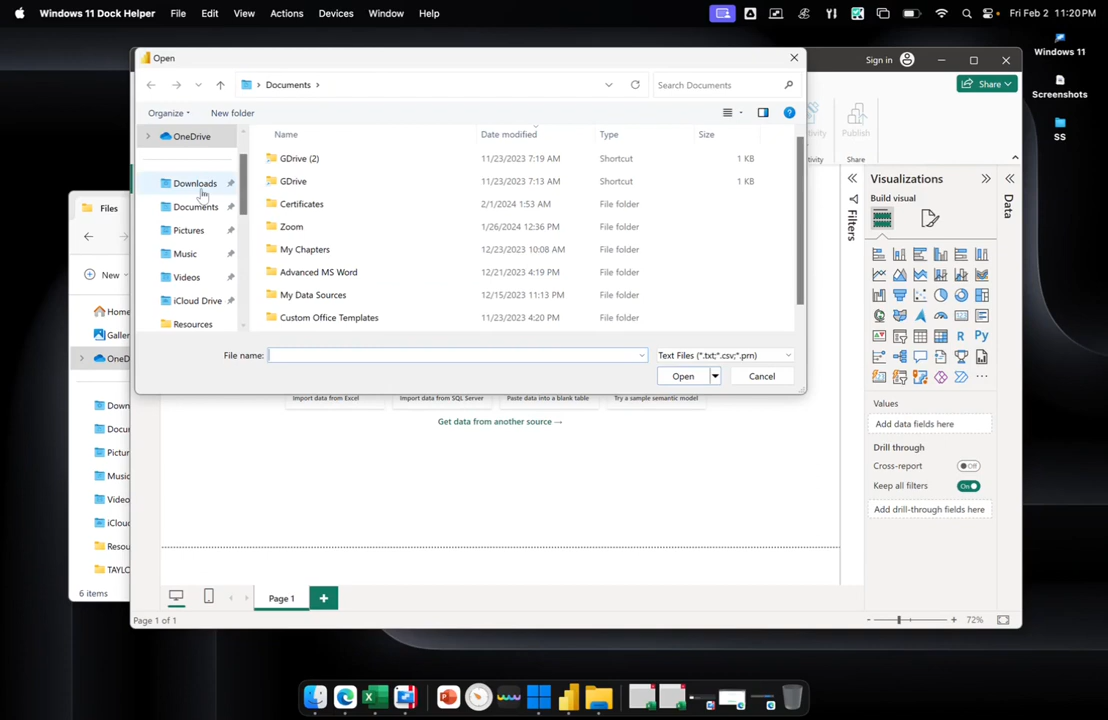 Windows 11 Dock Helper File Edit View Actions Devices Window Help Fri Feb 2 11:20PM
Windows 11
Screenshots
SS
Open
Sign in
Share
Documents
Search Documents
Organize New folder
Publish
Share
Name Date modified Type Size
OneDrive
Downloads
Documents
Pictures
Music
Videos
iCloud Drive
Resources
GDrive (2) 11/23/2023 7:19 AM Shortcut 1 KB
GDrive 11/23/2023 7:13 AM Shortcut 1 KB
Certificates 2/1/2024 1:53 AM File folder
Zoom 1/26/2024 12:36 PM File folder
My Chapters 12/23/2023 10:08 AM File folder
Advanced MS Word 12/21/2023 4:19 PM File folder
My Data Sources 12/15/2023 11:13 PM File folder
Custom Office Templates 11/23/2023 4:20 PM File folder
File name: Text Files (*.txt;*.csv;*.prn)
Open Cancel
Import data from Excel Import data from SQL Server Paste data into a blank table Try a sample semantic model
Get data from another source →
Filters
Visualizations
Data
Build visual
R Py
Values
Add data fields here
Drill through
Cross-report Off
Keep all filters On
Add drill-through fields here
Page 1
Page 1 of 1
72%
Files
New
Home
Resou
TAYLO
6 items